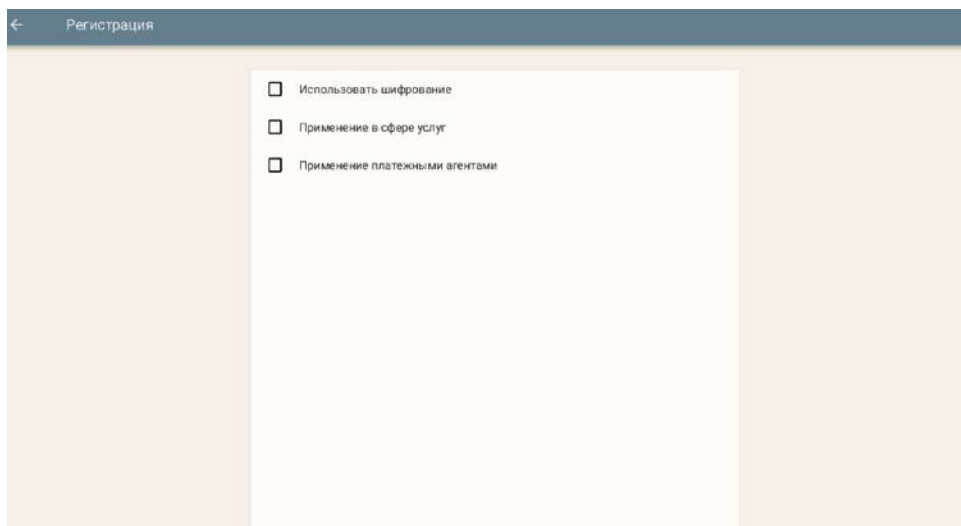 Регистрация
Использовать шифрование
Применение в сфере услуг
Применение платежными агентами